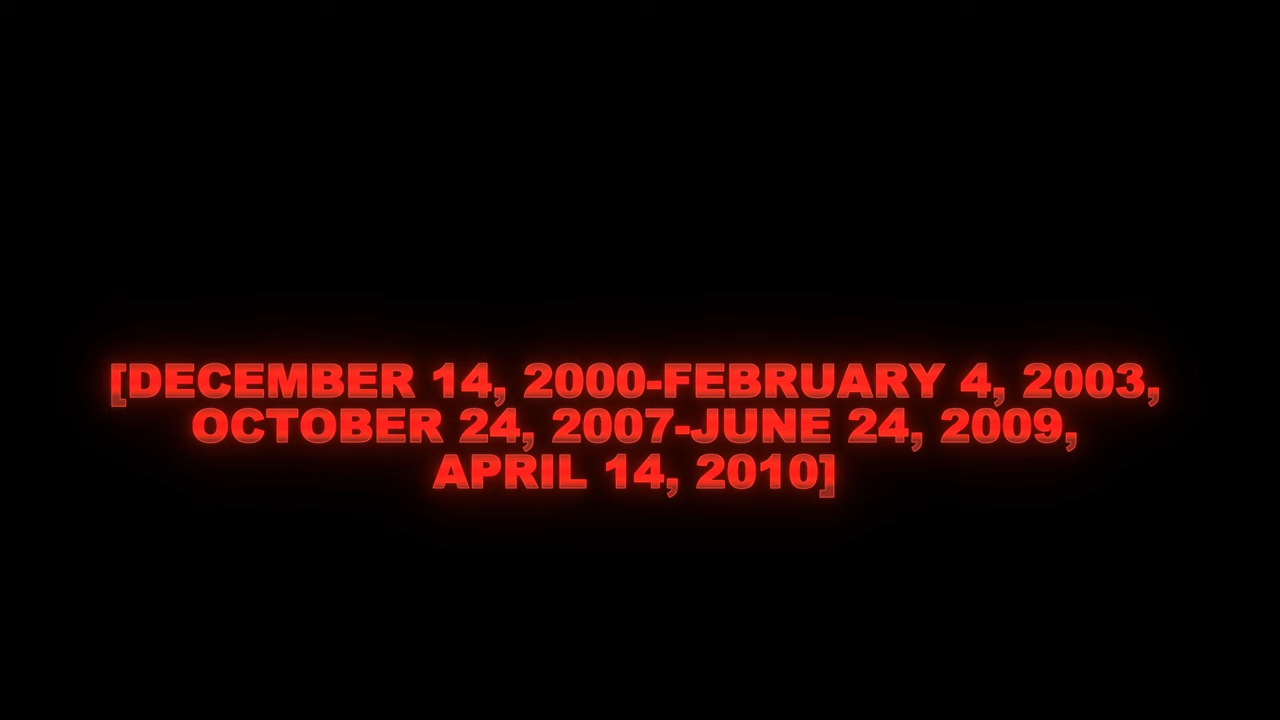 [DECEMBER 14, 2000-FEBRUARY 4, 2003,
OCTOBER 24, 2007-JUNE 24, 2009,
APRIL 14, 2010]